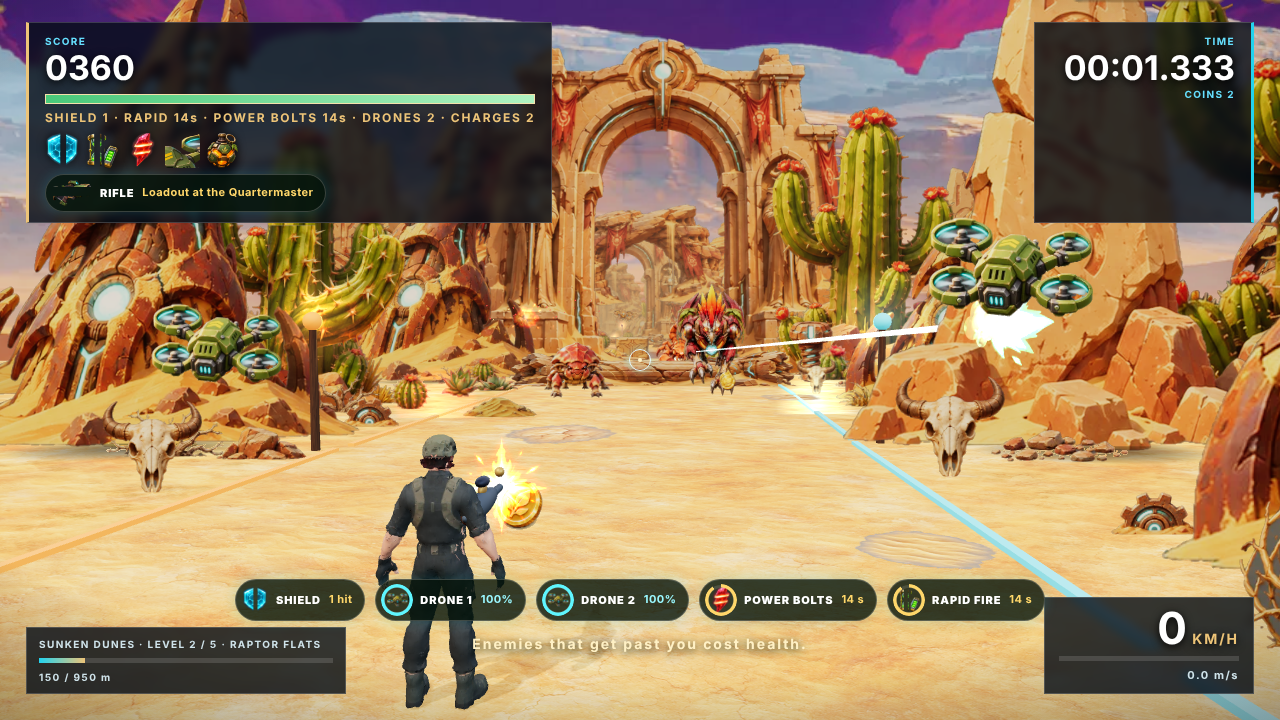 SCORE
0360
SHIELD 1 · RAPID 14s · POWER BOLTS 14s · DRONES 2 · CHARGES 2
RIFLE Loadout at the Quartermaster
TIME
00:01.333
COINS 2
SHIELD 1 hit
DRONE 1 100%
DRONE 2 100%
POWER BOLTS 14 s
RAPID FIRE 14 s
Enemies that get past you cost health.
SUNKEN DUNES · LEVEL 2 / 5 · RAPTOR FLATS
150 / 950 m
0 KM/H
0.0 m/s